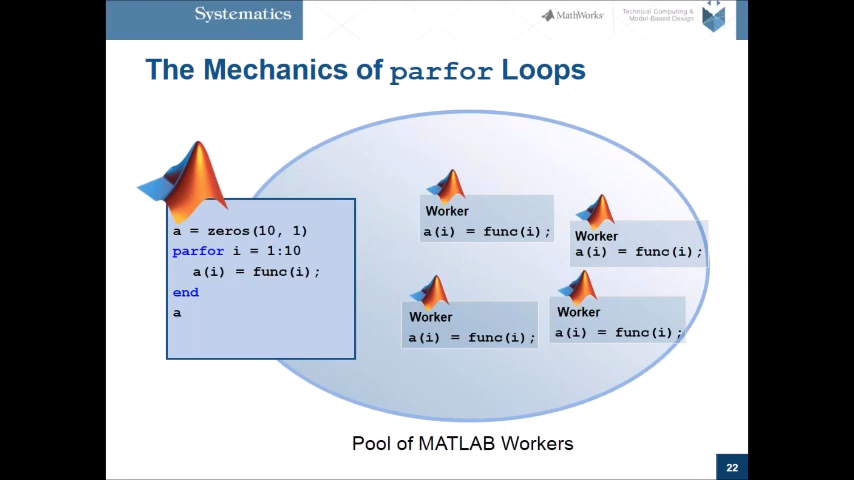 Systematics
MathWorks
Technical Computing &
Model-Based Design
The Mechanics of parfor Loops
a = zeros(10, 1)
parfor i = 1:10
a(i) = func(i);
end
a
Worker
a(i) = func(i);
Worker
a(i) = func(i);
Worker
a(i) = func(i);
Worker
a(i) = func(i);
Pool of MATLAB Workers
22